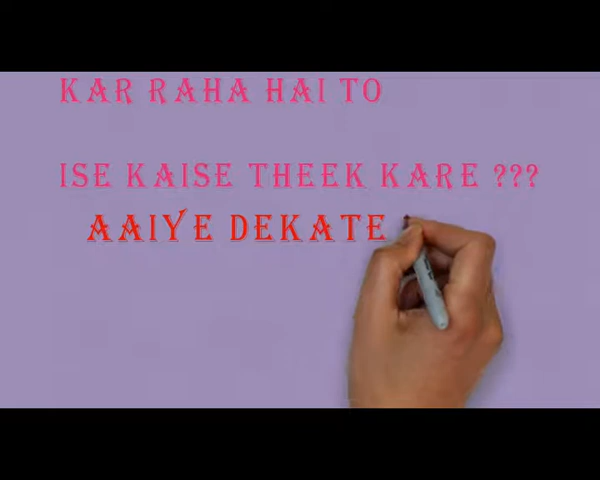 KAR RAHA HAI TO
ISE KAISE THEEK KARE ???
AAIYE DEKATE